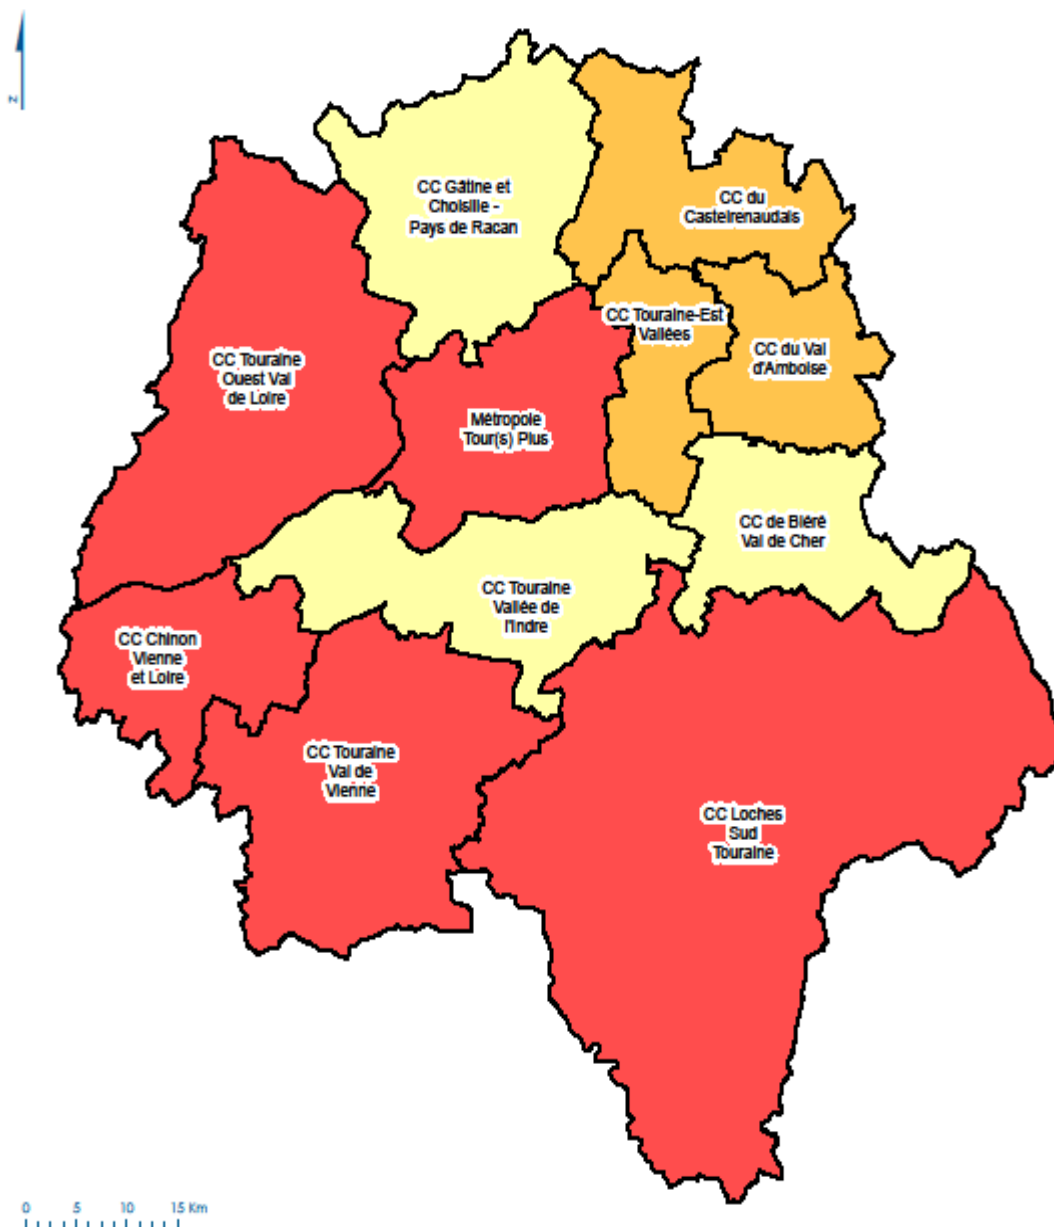 N
CC Gâtine et
Choisille -
Pays de Racan
CC du
Castelrenaudais
CC Touraine-Est
Vallées
CC du Val
d'Amboise
CC Touraine
Ouest Val
de Loire
Métropole
Tour(s) Plus
CC de Bléré
Val de Cher
CC Touraine
Vallée de
l'Indre
CC Chinon
Vienne
et Loire
CC Touraine
Val de
Vienne
CC Loches
Sud
Touraine
0 5 10 15 Km